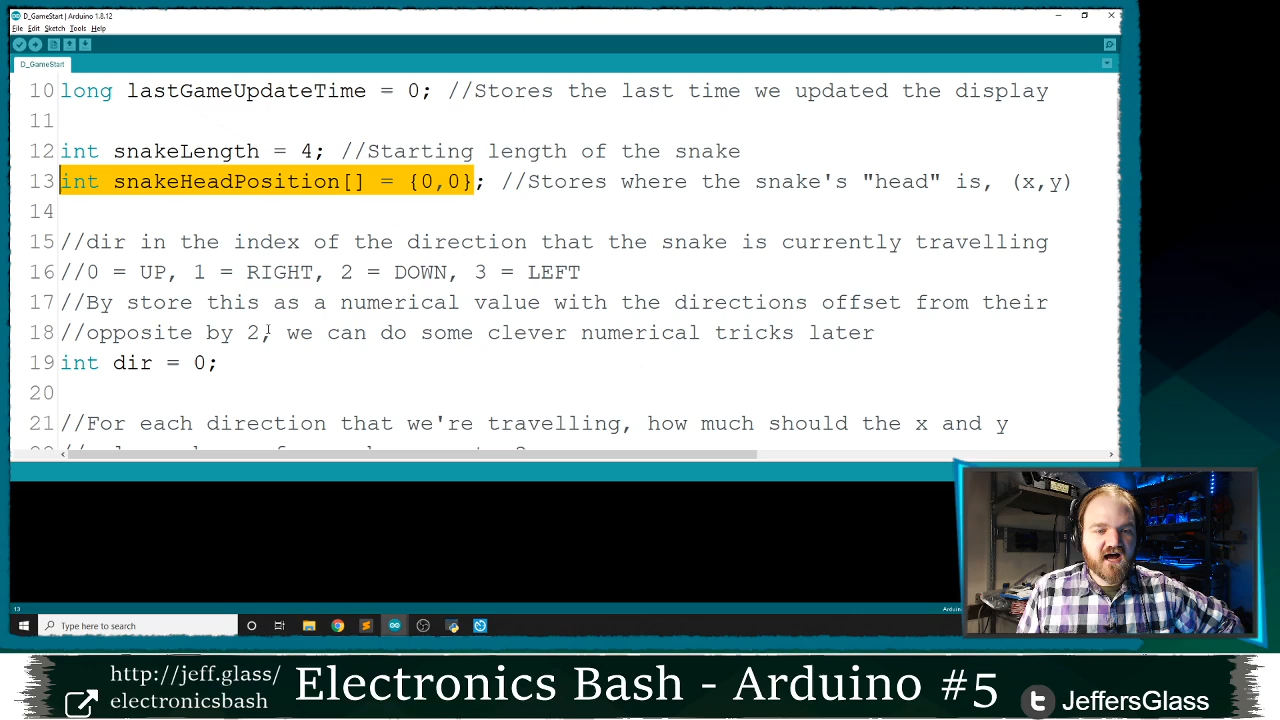 D_GameStart | Arduino 1.8.12
File Edit Sketch Tools Help
D_GameStart
10 long lastGameUpdateTime = 0; //Stores the last time we updated the display
11
12 int snakeLength = 4; //Starting length of the snake
13 int snakeHeadPosition[] = {0,0}; //Stores where the snake's "head" is, (x,y)
14
15 //dir in the index of the direction that the snake is currently travelling
16 //0 = UP, 1 = RIGHT, 2 = DOWN, 3 = LEFT
17 //By store this as a numerical value with the directions offset from their
18 //opposite by 2, we can do some clever numerical tricks later
19 int dir = 0;
20
21 //For each direction that we're travelling, how much should the x and y
13
Arduin
Type here to search
http://jeff.glass/
electronicsbash
Electronics Bash - Arduino #5
JeffersGlass